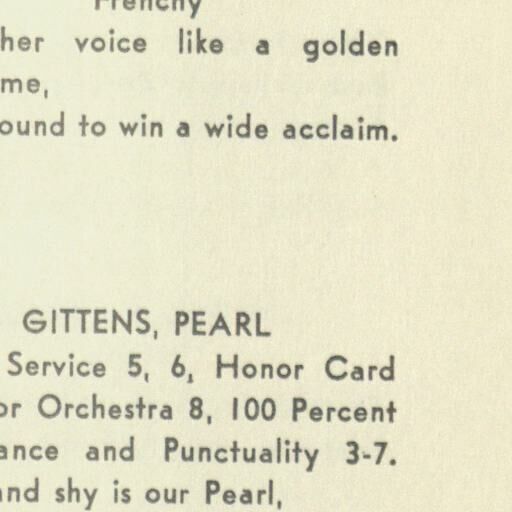 Frenchy
her voice like a golden
me,
ound to win a wide acclaim.
GITTENS, PEARL
Service 5, 6, Honor Card
or Orchestra 8, 100 Percent
ance and Punctuality 3-7.
and shy is our Pearl,